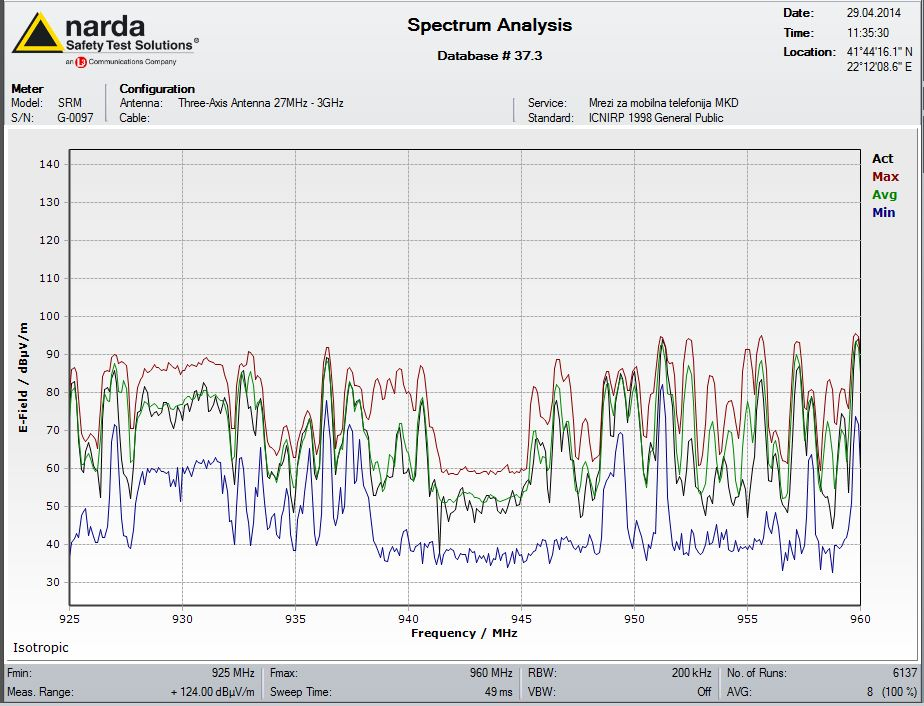 narda
Safety Test Solutions®
an L3 Communications Company
Spectrum Analysis
Database # 37.3
Date: 29.04.2014
Time: 11:35:30
Location: 41°44'16.1" N
22°12'08.6" E
Meter
Model: SRM
S/N: G-0097
Configuration
Antenna: Three-Axis Antenna 27MHz - 3GHz
Cable:
Service: Mrezi za mobilna telefonija MKD
Standard: ICNIRP 1998 General Public
Act
Max
Avg
Min
E-Field / dBµV/m
140
130
120
110
100
90
80
70
60
50
40
30
925 930 935 940 945 950 955 960
Frequency / MHz
Isotropic
Fmin: 925 MHz Fmax: 960 MHz RBW: 200 kHz No. of Runs: 6137
Meas. Range: + 124.00 dBµV/m Sweep Time: 49 ms VBW: Off AVG: 8 (100 %)